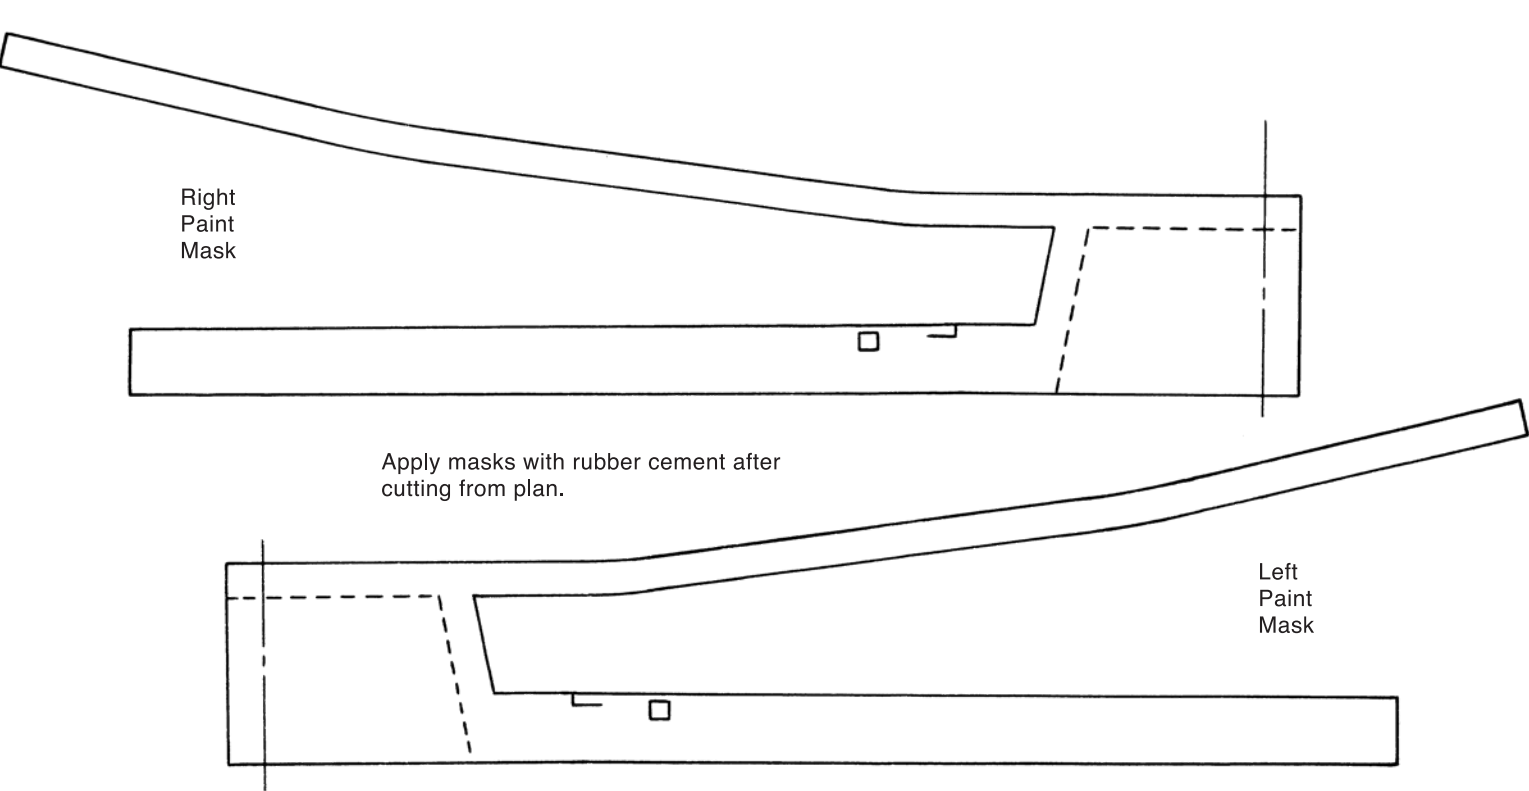 Right
Paint
Mask
Apply masks with rubber cement after
cutting from plan.
Left
Paint
Mask